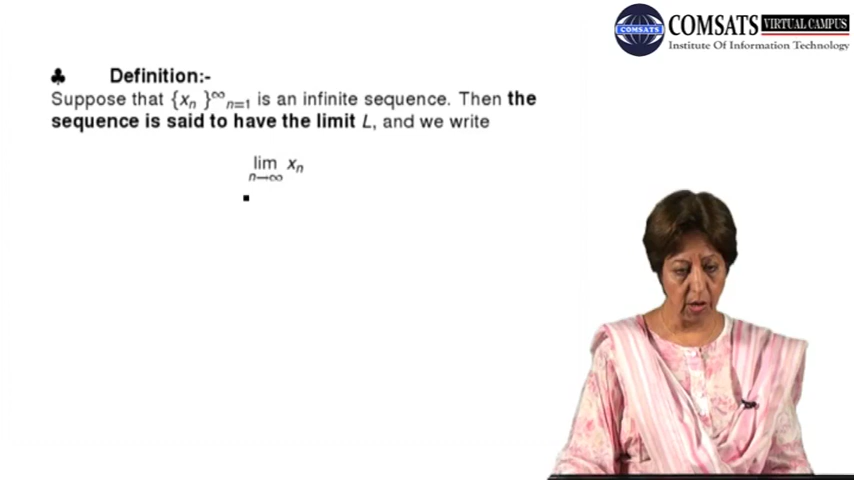 COMSATS VIRTUAL CAMPUS
Institute Of Information Technology
COMSATS
♣ Definition:-
Suppose that {xₙ }^∞ₙ₌₁ is an infinite sequence. Then the
sequence is said to have the limit L, and we write
lim xₙ
n→∞